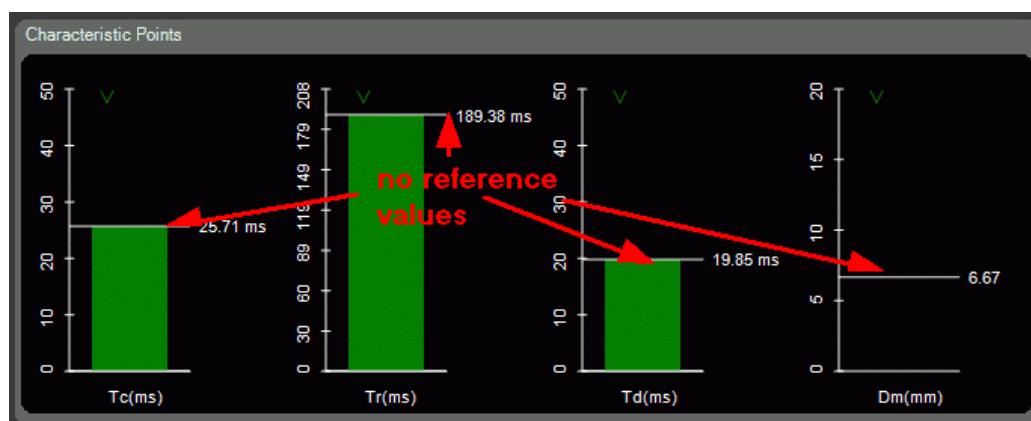 Characteristic Points
50
40
30
20
10
0
25.71 ms
Tc(ms)
208
179
149
119
89
60
30
0
189.38 ms
Tr(ms)
no reference
values
50
40
30
20
10
0
19.85 ms
Td(ms)
20
15
10
5
0
6.67
Dm(mm)